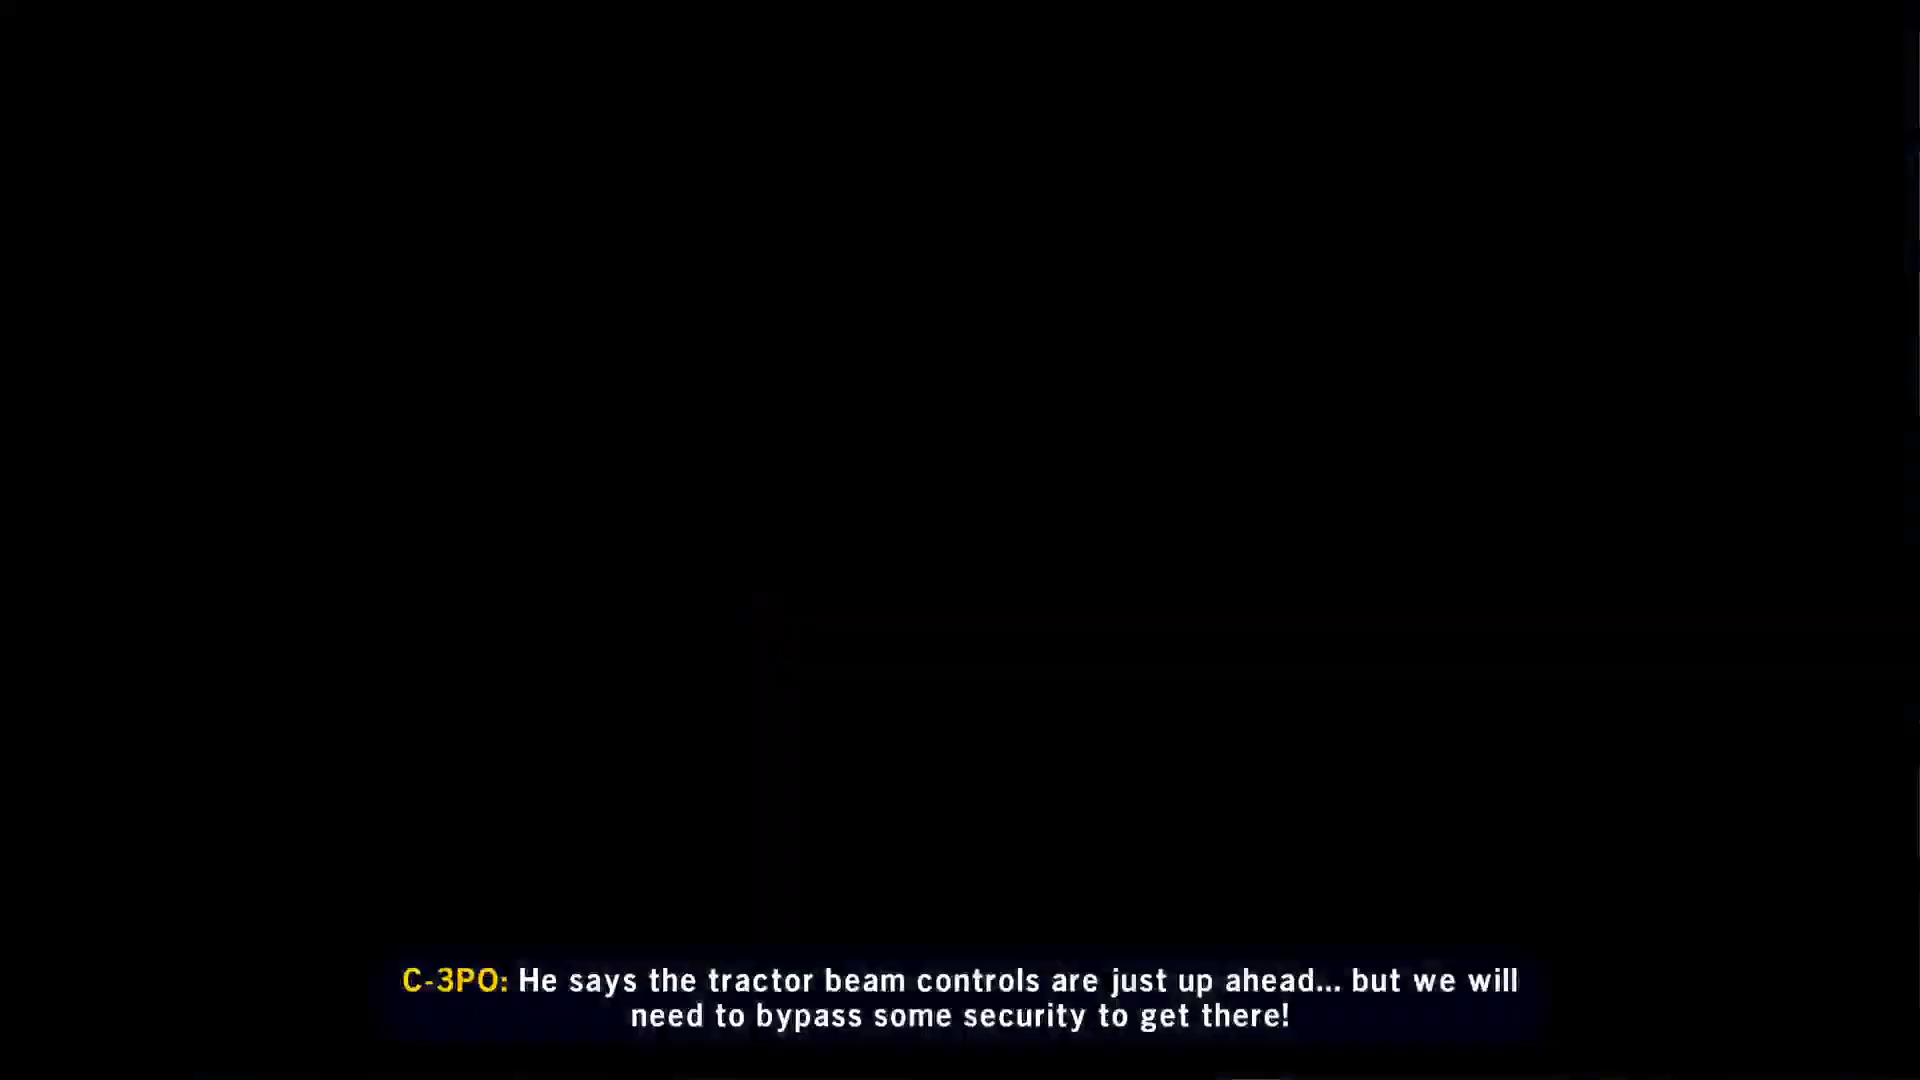 C-3PO: He says the tractor beam controls are just up ahead... but we will
need to bypass some security to get there!